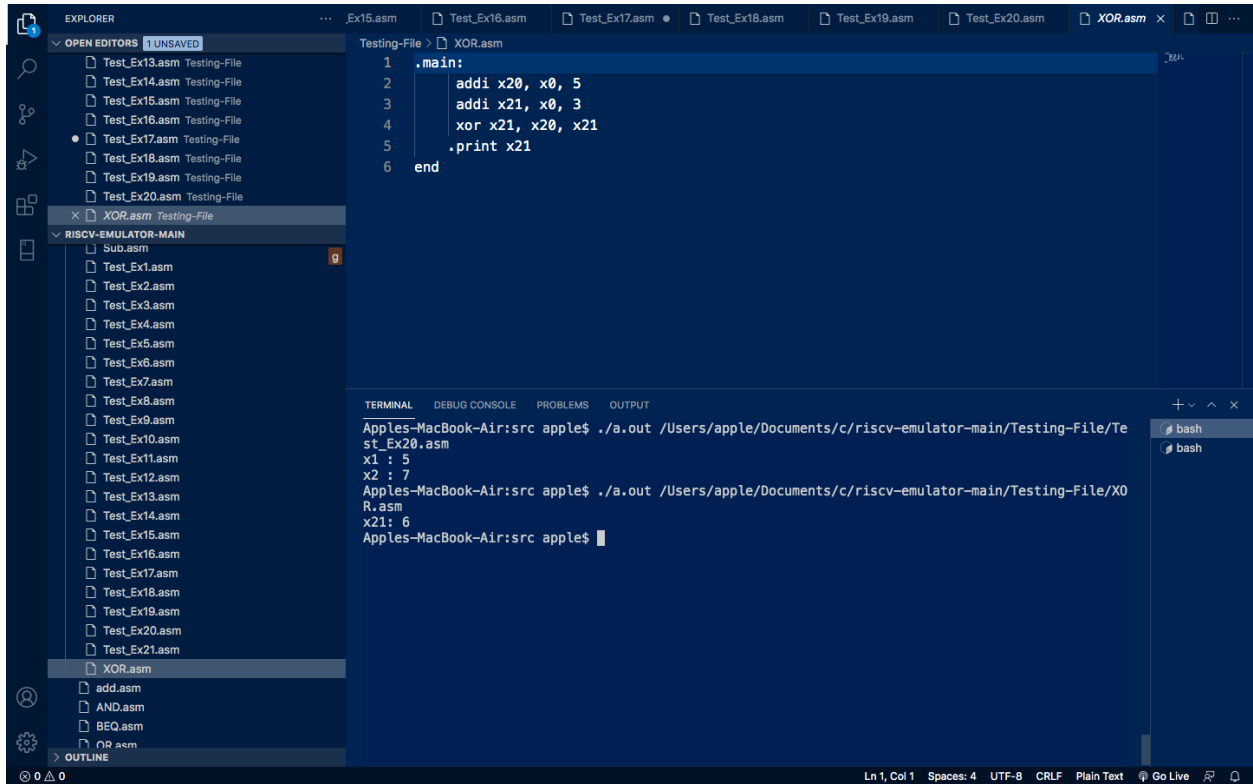 EXPLORER
OPEN EDITORS 1 UNSAVED
Test_Ex13.asm Testing-File
Test_Ex14.asm Testing-File
Test_Ex15.asm Testing-File
Test_Ex16.asm Testing-File
Test_Ex17.asm Testing-File
Test_Ex18.asm Testing-File
Test_Ex19.asm Testing-File
Test_Ex20.asm Testing-File
XOR.asm Testing-File
RISCV-EMULATOR-MAIN
Sub.asm
g
Test_Ex1.asm
Test_Ex2.asm
Test_Ex3.asm
Test_Ex4.asm
Test_Ex5.asm
Test_Ex6.asm
Test_Ex7.asm
Test_Ex8.asm
Test_Ex9.asm
Test_Ex10.asm
Test_Ex11.asm
Test_Ex12.asm
Test_Ex13.asm
Test_Ex14.asm
Test_Ex15.asm
Test_Ex16.asm
Test_Ex17.asm
Test_Ex18.asm
Test_Ex19.asm
Test_Ex20.asm
Test_Ex21.asm
XOR.asm
add.asm
AND.asm
BEQ.asm
OR.asm
OUTLINE
_Ex15.asm Test_Ex16.asm Test_Ex17.asm Test_Ex18.asm Test_Ex19.asm Test_Ex20.asm XOR.asm
Testing-File > XOR.asm
1 .main:
2 addi x20, x0, 5
3 addi x21, x0, 3
4 xor x21, x20, x21
5 .print x21
6 end
TERMINAL DEBUG CONSOLE PROBLEMS OUTPUT
Apples-MacBook-Air:src apple$ ./a.out /Users/apple/Documents/c/riscv-emulator-main/Testing-File/Te
st_Ex20.asm
x1 : 5
x2 : 7
Apples-MacBook-Air:src apple$ ./a.out /Users/apple/Documents/c/riscv-emulator-main/Testing-File/XO
R.asm
x21: 6
Apples-MacBook-Air:src apple$
bash
bash
1
0 0 Ln 1, Col 1 Spaces: 4 UTF-8 CRLF Plain Text Go Live